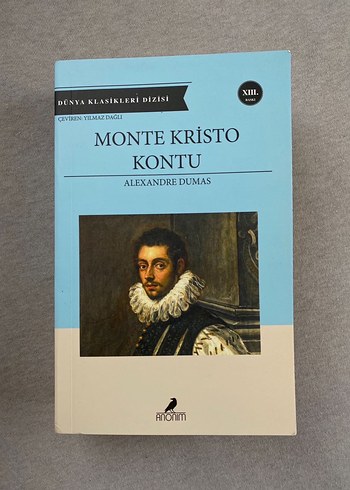 DÜNYA KLASİKLERİ DİZİSİ
XIII.
BASKI
ÇEVİREN: YILMAZ DAĞLI
MONTE KRİSTO
KONTU
ALEXANDRE DUMAS
ANONİM